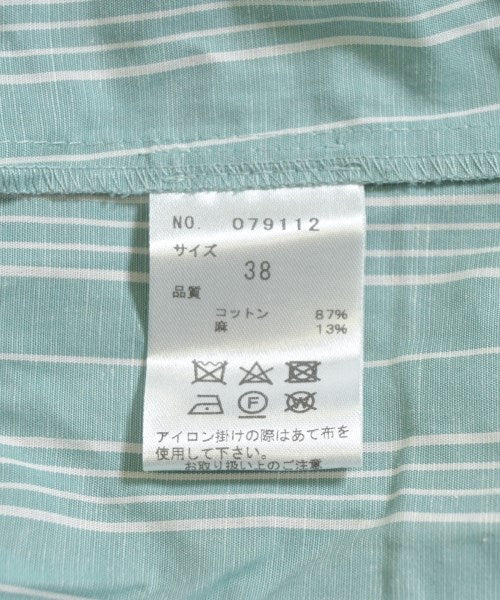 NO. 079112
サイズ
38
品質
コットン 87%
麻 13%
F W
アイロン掛けの際はあて布を
使用して下さい。
お取り扱い上のご注意